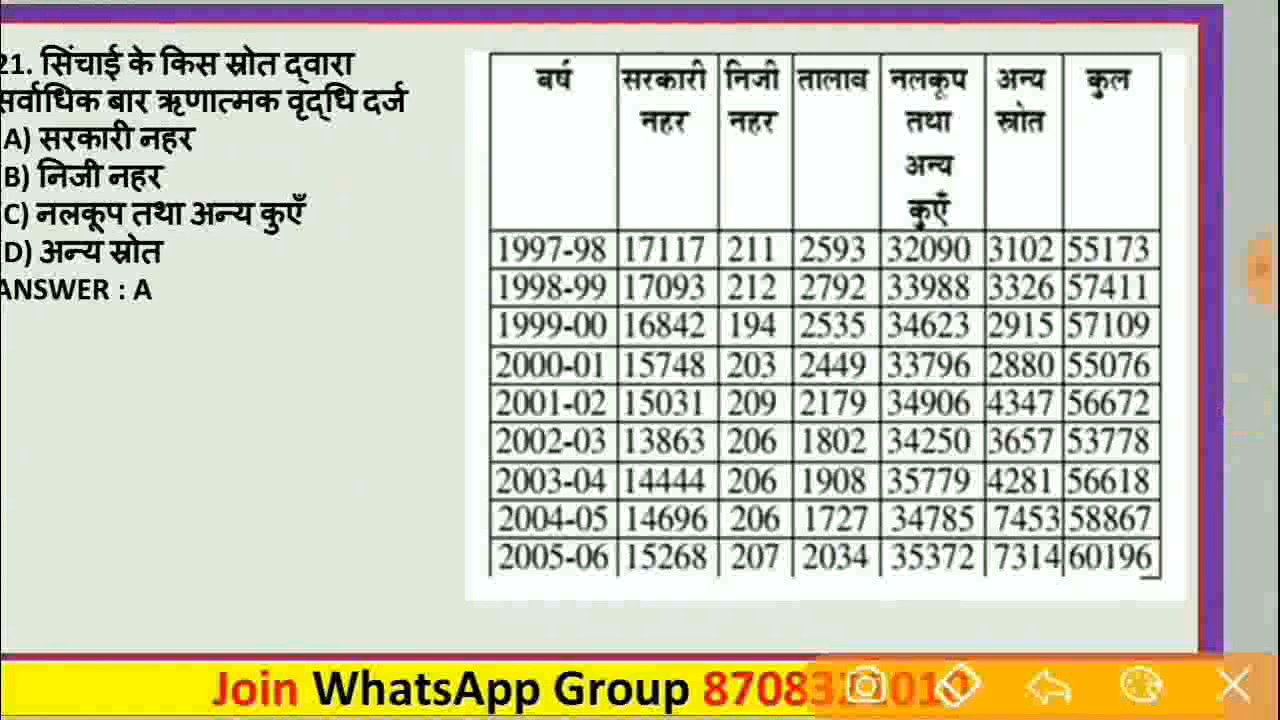 21. सिंचाई के किस स्रोत द्वारा
सर्वाधिक बार ऋणात्मक वृद्धि दर्ज
A) सरकारी नहर
B) निजी नहर
C) नलकूप तथा अन्य कुएँ
D) अन्य स्रोत
ANSWER : A
वर्ष सरकारी नहर निजी नहर तालाव नलकूप तथा अन्य कुएँ अन्य स्रोत कुल
1997-98 17117 211 2593 32090 3102 55173
1998-99 17093 212 2792 33988 3326 57411
1999-00 16842 194 2535 34623 2915 57109
2000-01 15748 203 2449 33796 2880 55076
2001-02 15031 209 2179 34906 4347 56672
2002-03 13863 206 1802 34250 3657 53778
2003-04 14444 206 1908 35779 4281 56618
2004-05 14696 206 1727 34785 7453 58867
2005-06 15268 207 2034 35372 7314 60196
Join WhatsApp Group